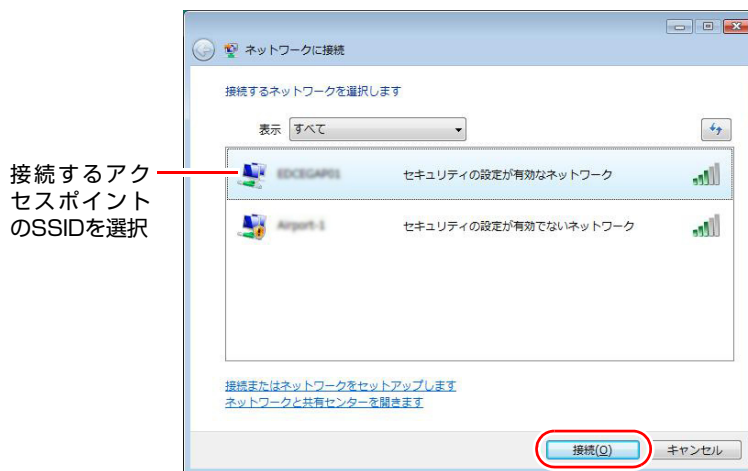 ネットワークに接続
接続するネットワークを選択します
表示 すべて
接続するアク
セスポイント
のSSIDを選択
セキュリティの設定が有効なネットワーク
セキュリティの設定が有効でないネットワーク
接続またはネットワークをセットアップします
ネットワークと共有センターを開きます
接続(O) キャンセル